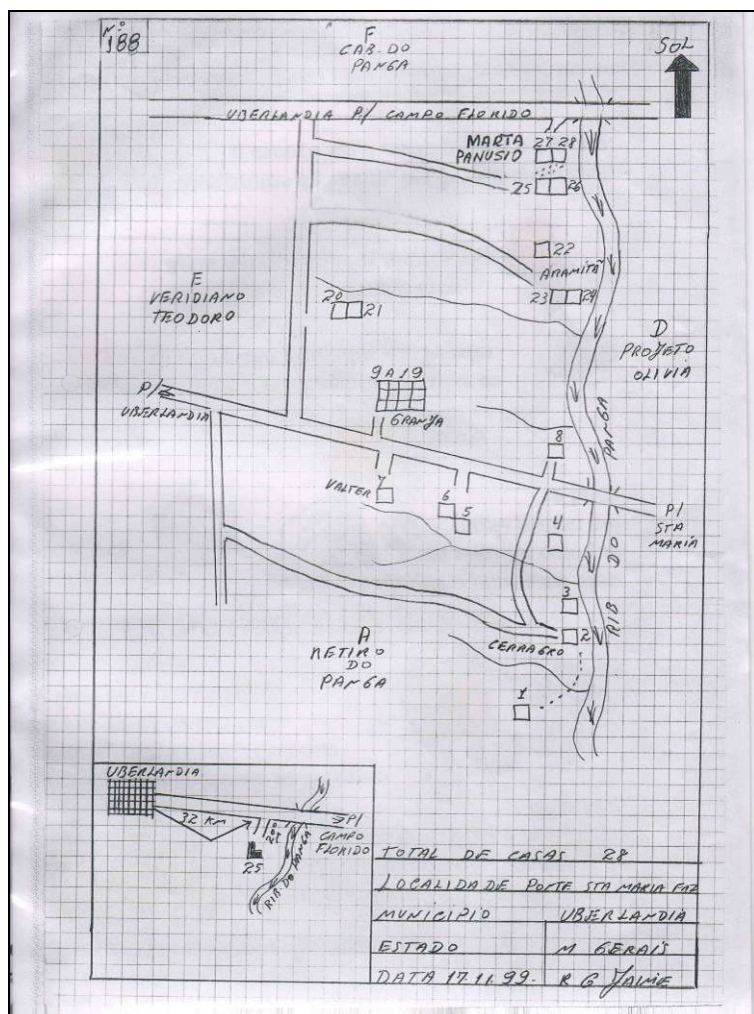 Nº
188
F
CAB. DO
PANGA
SOL
UBERLANDIA P/ CAMPO FLORIDO
MARTA
PANUSIO
27 28
25
26
22
ARAMITÃ
23
24
E
VERIDIANO
TEODORO
20
21
D
PROJETO
OLIVIA
9 A 19
GRANJA
P/
UBERLANDIA
8
7
VALTER
6
5
P/
STA
MARIA
4
3
2
RIB DO PANGA
CERRAGRO
A
RETIRO
DO
PANGA
1
UBERLANDIA
32 KM
P/
CAMPO
FLORIDO
25
RIB. DO PANGA
TOTAL DE CASAS 28
LOCALIDADE PONTE STA MARIA FAZ
MUNICIPIO UBERLANDIA
ESTADO M GERAIS
DATA 17.11.99. R G JAIME